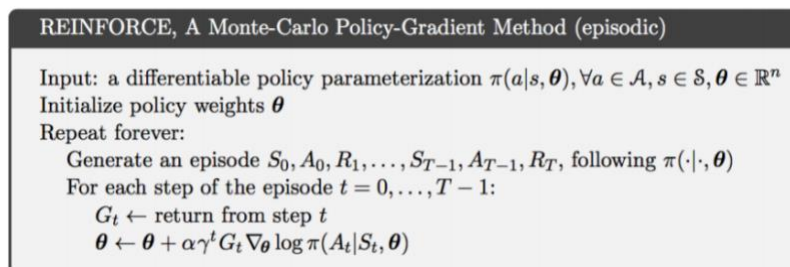 REINFORCE, A Monte-Carlo Policy-Gradient Method (episodic)
Input: a differentiable policy parameterization π(a|s, θ), ∀a ∈ 𝒜, s ∈ 𝒮, θ ∈ ℝⁿ
Initialize policy weights θ
Repeat forever:
Generate an episode S₀, A₀, R₁, . . . , S_{T−1}, A_{T−1}, R_T, following π(·|·, θ)
For each step of the episode t = 0, . . . , T − 1:
G_t ← return from step t
θ ← θ + αγᵗG_t∇_θ log π(A_t|S_t, θ)